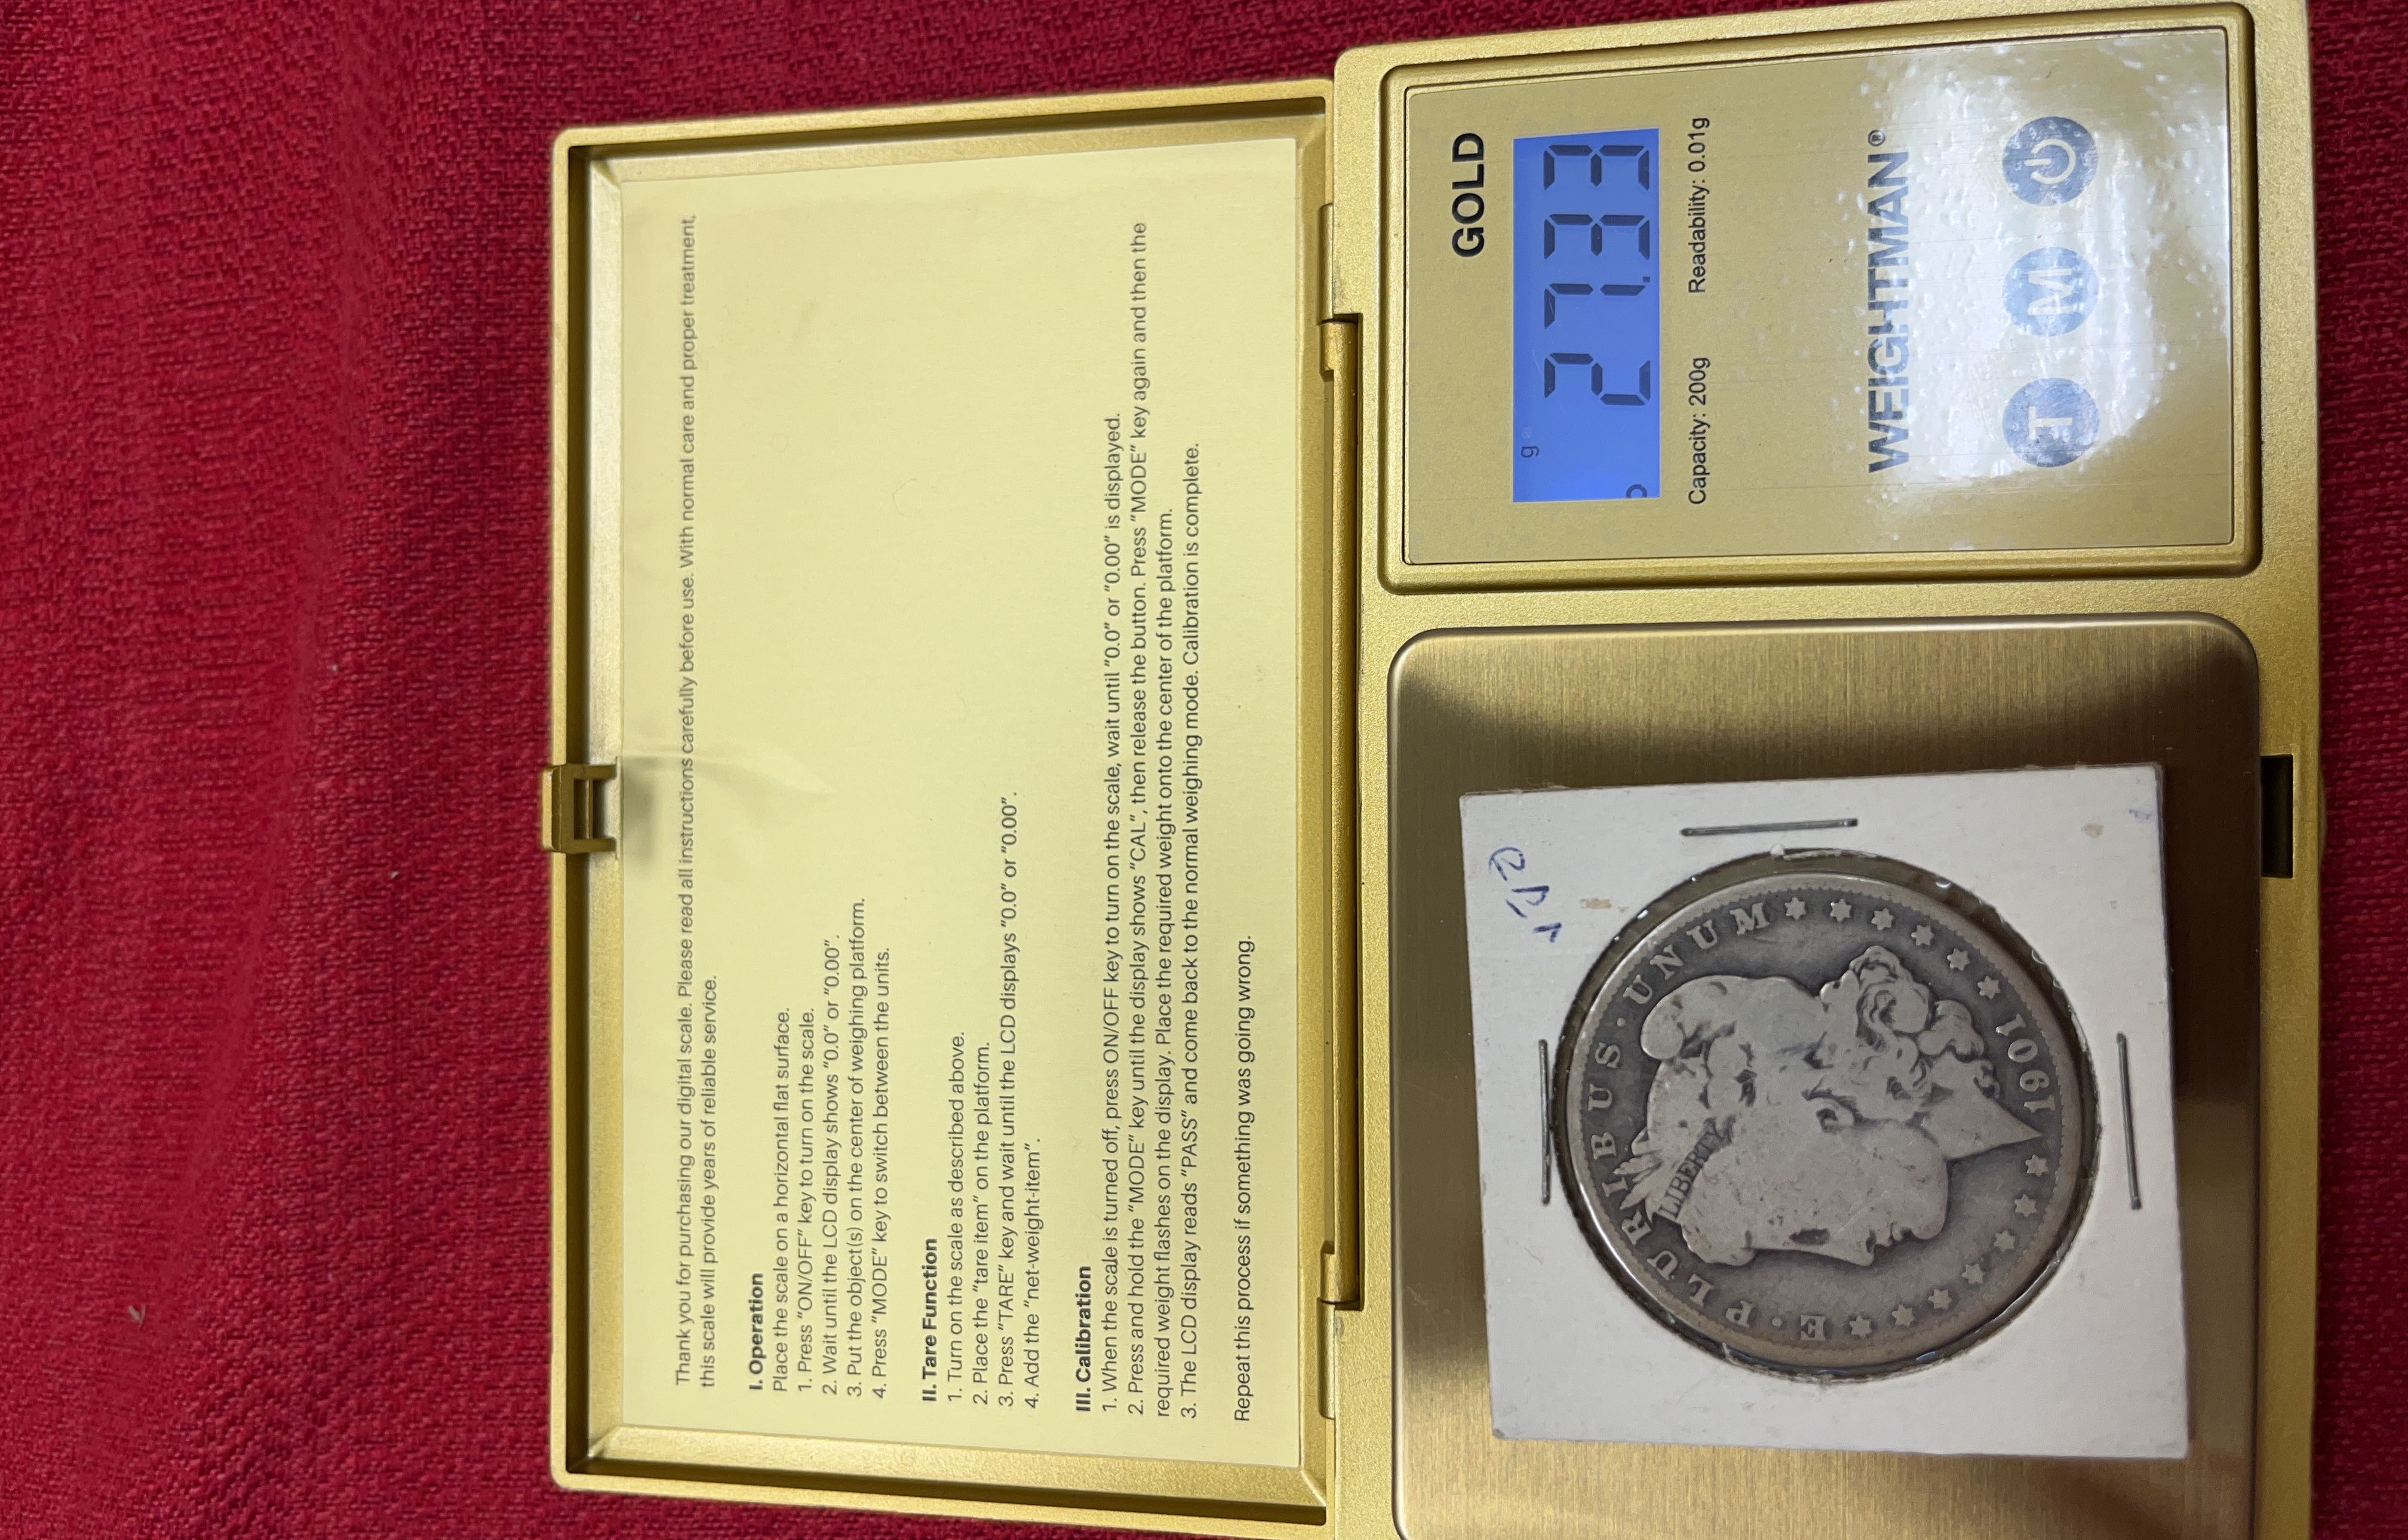 Thank you for purchasing our digital scale. Please read all instructions carefully before use. With normal care and proper treatment,
this scale will provide years of reliable service.
I. Operation
Place the scale on a horizontal flat surface.
1. Press "ON/OFF" key to turn on the scale.
2. Wait until the LCD display shows "0.0" or "0.00".
3. Put the object(s) on the center of weighing platform.
4. Press "MODE" key to switch between the units.
II. Tare Function
1. Turn on the scale as described above.
2. Place the "tare item" on the platform.
3. Press "TARE" key and wait until the LCD displays "0.0" or "0.00".
4. Add the "net-weight-item".
III. Calibration
1. When the scale is turned off, press ON/OFF key to turn on the scale, wait until "0.0" or "0.00" is displayed.
2. Press and hold the "MODE" key until the display shows "CAL", then release the button. Press "MODE" key again and then the
required weight flashes on the display. Place the required weight onto the center of the platform.
3. The LCD display reads "PASS" and come back to the normal weighing mode. Calibration is complete.
Repeat this process if something was going wrong.
GOLD
g
27.33
Capacity: 200g Readability: 0.01g
WEIGHTMAN®
T M
E·PLURIBUS·UNUM
LIBERTY
1901